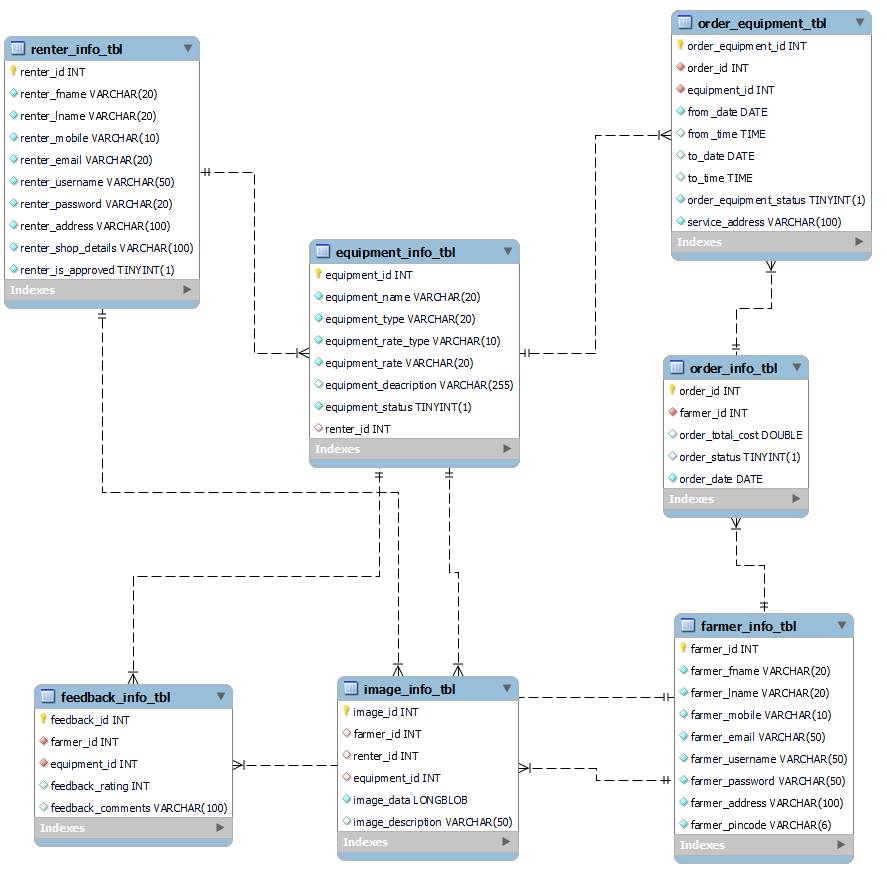 renter_info_tbl
renter_id INT
renter_fname VARCHAR(20)
renter_lname VARCHAR(20)
renter_mobile VARCHAR(10)
renter_email VARCHAR(20)
renter_username VARCHAR(50)
renter_password VARCHAR(20)
renter_address VARCHAR(100)
renter_shop_details VARCHAR(100)
renter_is_approved TINYINT(1)
Indexes
equipment_info_tbl
equipment_id INT
equipment_name VARCHAR(20)
equipment_type VARCHAR(20)
equipment_rate_type VARCHAR(10)
equipment_rate VARCHAR(20)
equipment_deacription VARCHAR(255)
equipment_status TINYINT(1)
renter_id INT
Indexes
order_equipment_tbl
order_equipment_id INT
order_id INT
equipment_id INT
from _date DATE
from_time TIME
to_date DATE
to_time TIME
order_equipment_status TINYINT(1)
service_address VARCHAR(100)
Indexes
order_info_tbl
order_id INT
farmer_id INT
order_total_cost DOUBLE
order_status TINYINT(1)
order_date DATE
Indexes
feedback_info_tbl
feedback_id INT
farmer_id INT
equipment_id INT
feedback_rating INT
feedback_comments VARCHAR(100)
Indexes
image_info_tbl
image_id INT
farmer_id INT
renter_id INT
equipment_id INT
image_data LONGBLOB
image_description VARCHAR(50)
Indexes
farmer_info_tbl
farmer_id INT
farmer_fname VARCHAR(20)
farmer_lname VARCHAR(20)
farmer_mobile VARCHAR(10)
farmer_email VARCHAR(50)
farmer_username VARCHAR(50)
farmer_password VARCHAR(50)
farmer_address VARCHAR(100)
farmer_pincode VARCHAR(6)
Indexes